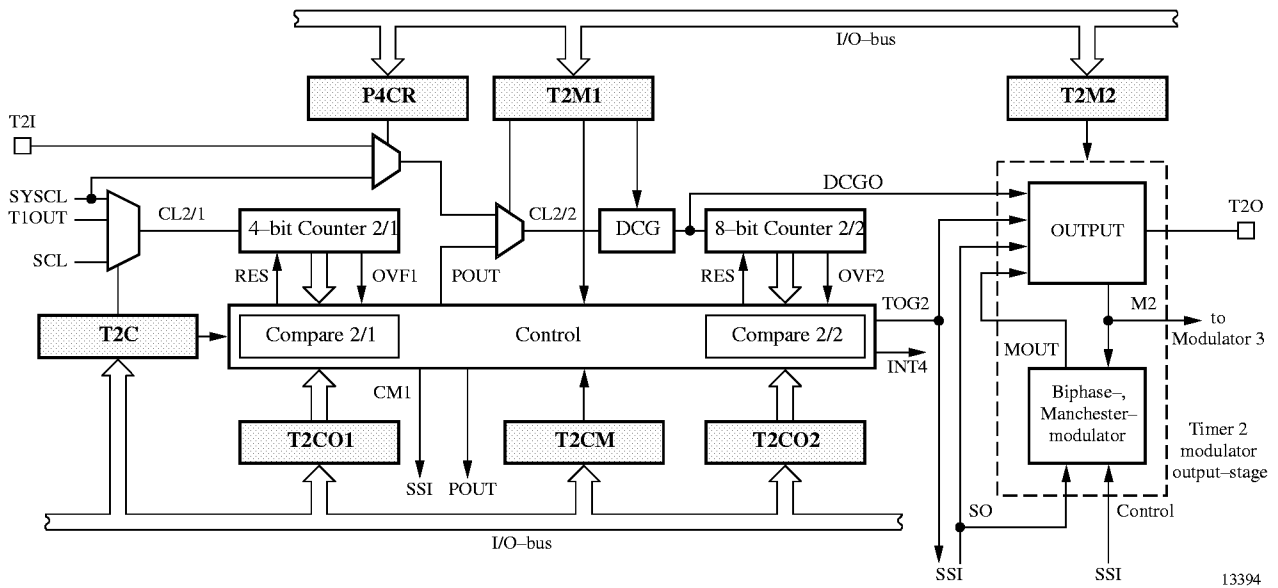 I/O–bus
P4CR
T2M1
T2M2
T2I
SYSCL
T1OUT
SCL
CL2/1
4–bit Counter 2/1
CL2/2
DCG
DCGO
8–bit Counter 2/2
OUTPUT
T2O
RES
OVF1
POUT
RES
OVF2
TOG2
M2
to
Modulator 3
T2C
Compare 2/1
Control
Compare 2/2
INT4
MOUT
CM1
Biphase–,
Manchester–
modulator
T2CO1
T2CM
T2CO2
Timer 2
modulator
output–stage
SSI
POUT
SO
Control
I/O–bus
SSI
SSI
13394